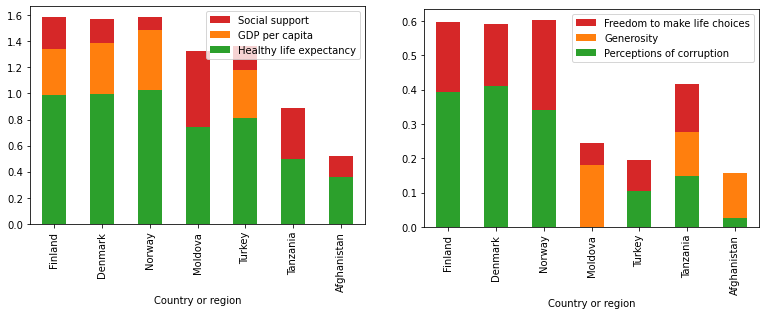 1.6
1.4
1.2
1.0
0.8
0.6
0.4
0.2
0.0
Social support
GDP per capita
Healthy life expectancy
Finland
Denmark
Norway
Moldova
Turkey
Tanzania
Afghanistan
Country or region
0.6
0.5
0.4
0.3
0.2
0.1
0.0
Freedom to make life choices
Generosity
Perceptions of corruption
Finland
Denmark
Norway
Moldova
Turkey
Tanzania
Afghanistan
Country or region